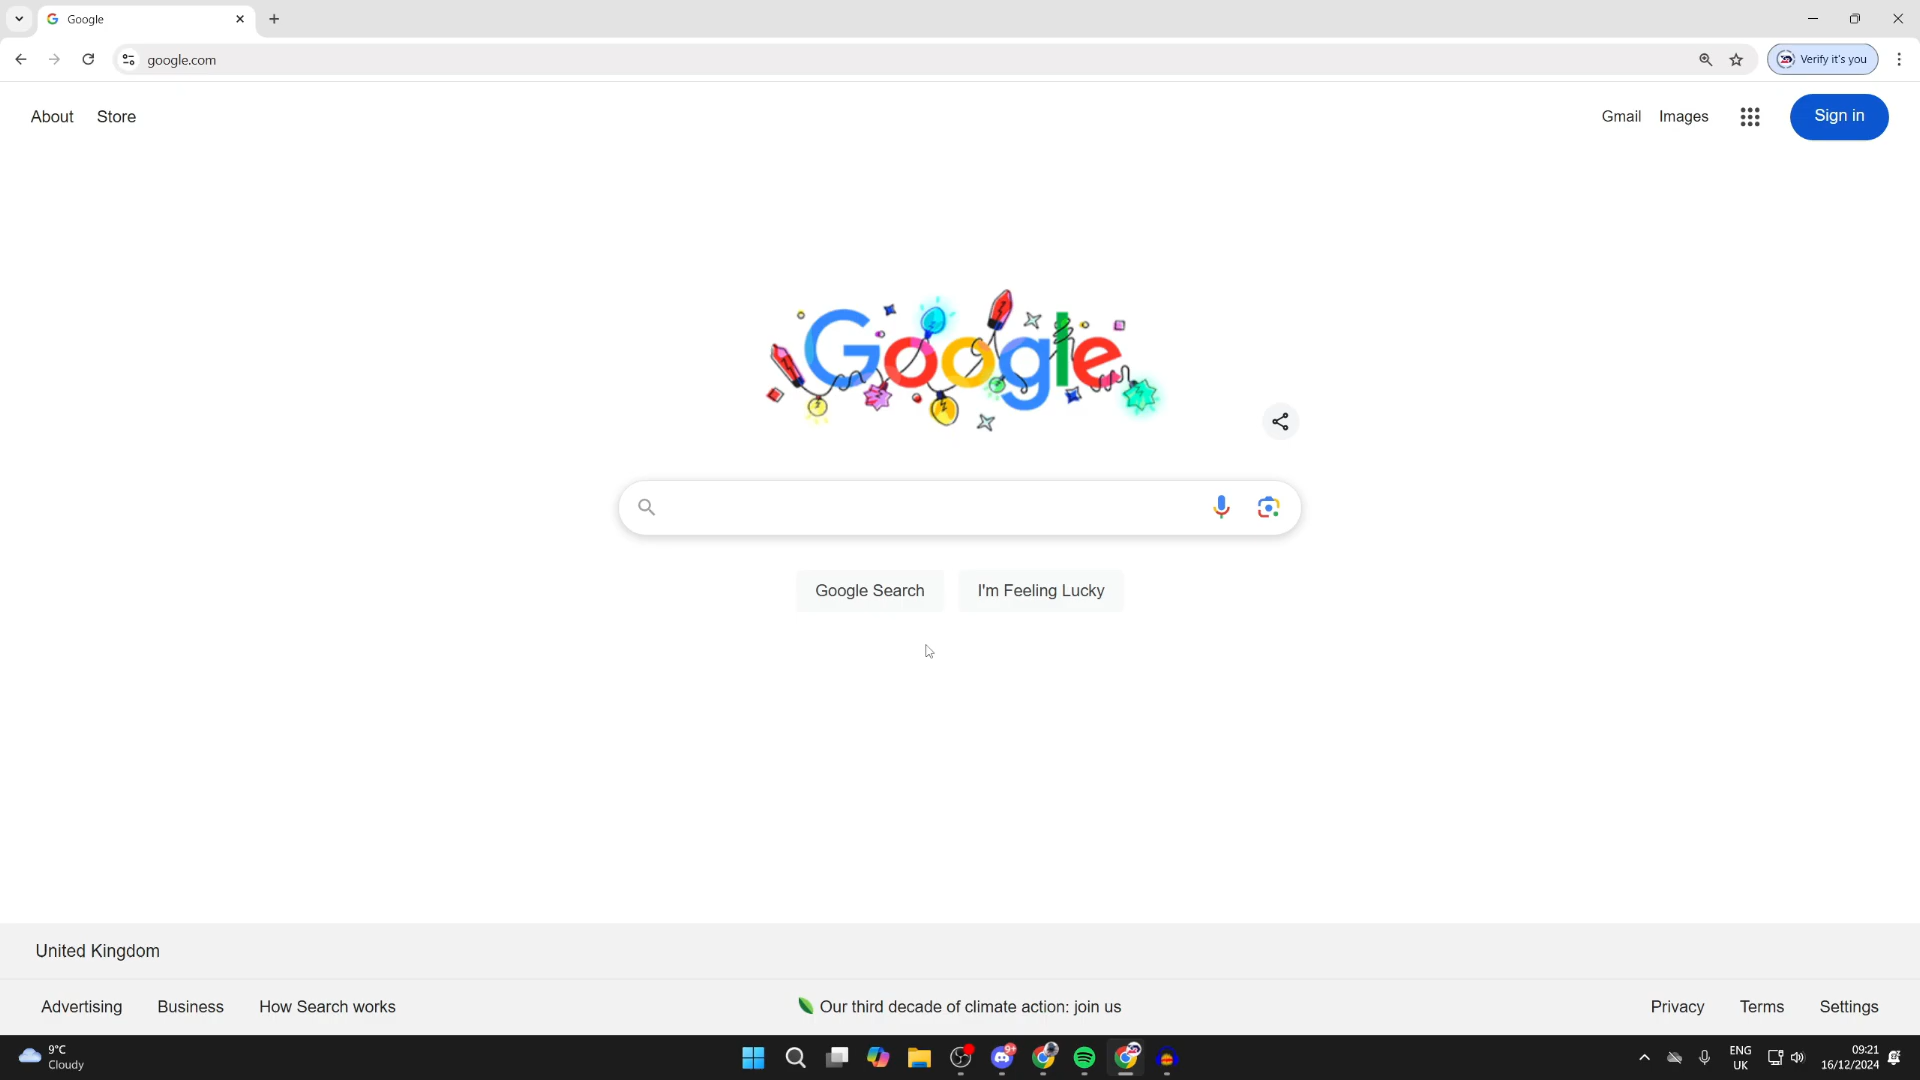 Google
google.com
Verify it's you
About Store
Gmail Images Sign in
Google
Google Search I'm Feeling Lucky
United Kingdom
Advertising Business How Search works
Our third decade of climate action: join us
Privacy Terms Settings
9°C
Cloudy
9+
ENG
UK
09:21
16/12/2024